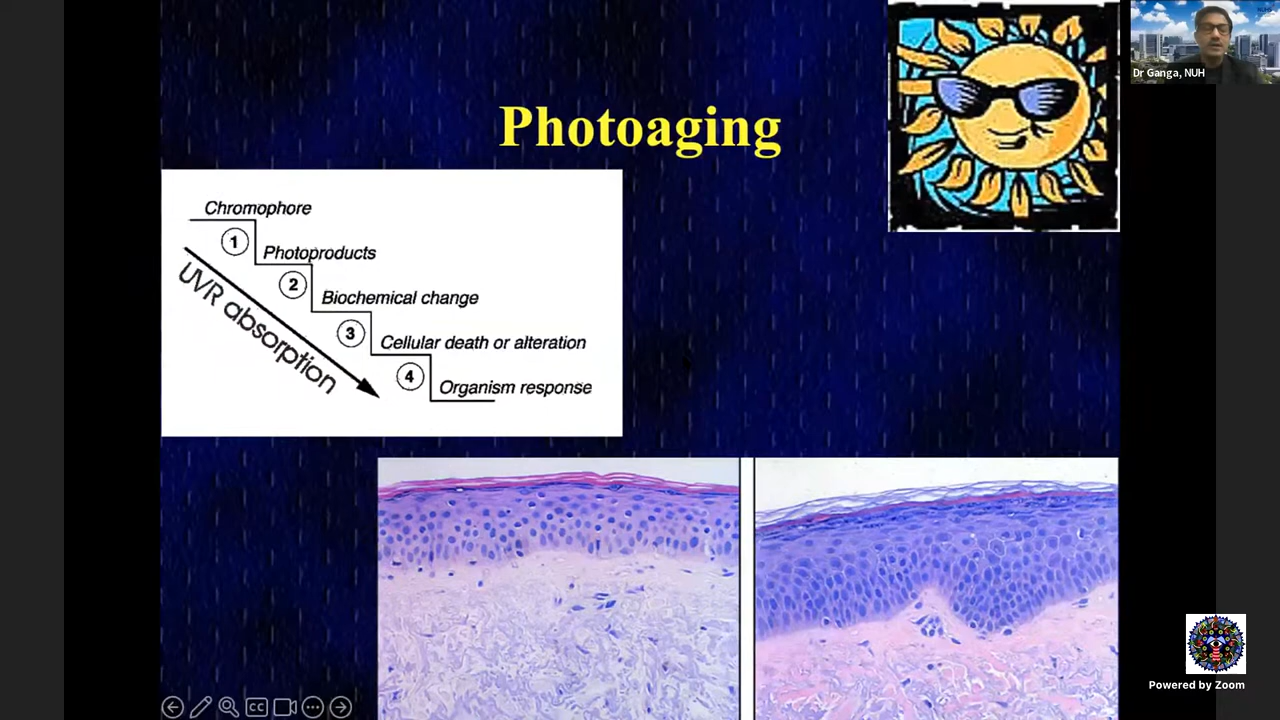 Dr Ganga, NUH
Photoaging
Chromophore
1
Photoproducts
2
Biochemical change
3
Cellular death or alteration
4
Organism response
UVR absorption
CC
Powered by Zoom